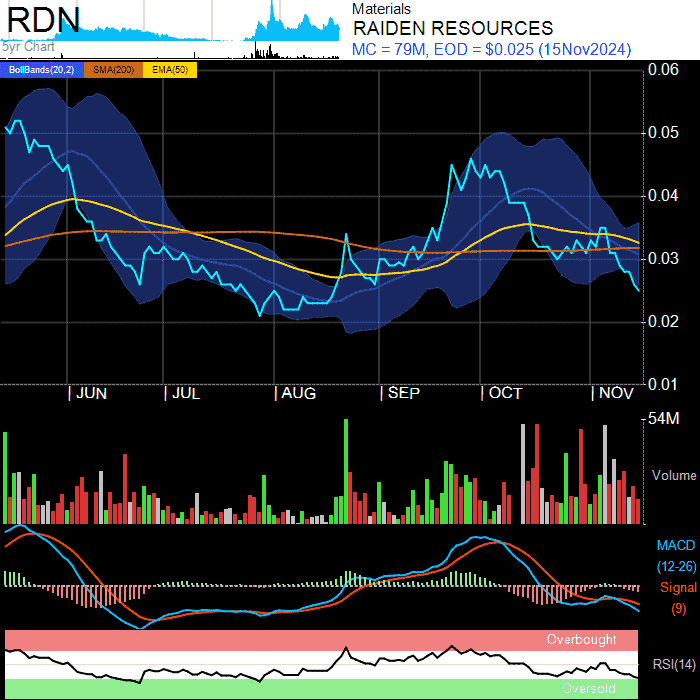 RDN
5yr Chart
Materials
RAIDEN RESOURCES
MC = 79M, EOD = $0.025 (15Nov2024)
BollBands(20,2) SMA(200) EMA(50)
0.06
0.05
0.04
0.03
0.02
0.01
| JUN | JUL | AUG | SEP | OCT | NOV
54M
Volume
MACD
(12-26)
Signal
(9)
Overbought
RSI(14)
Oversold